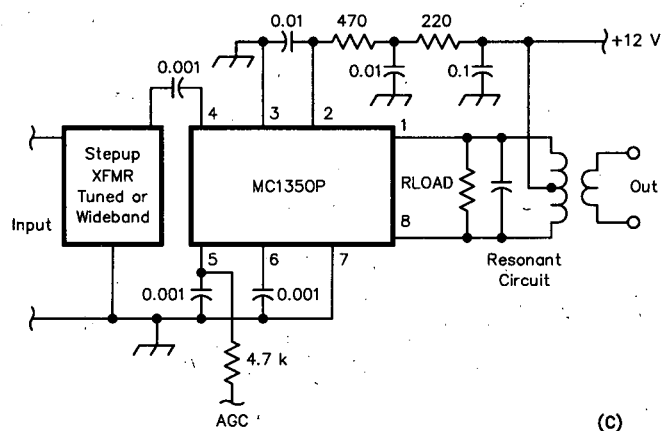 0.01
470
220
+12 V
0.001
0.01
0.1
4
3
2
1
Stepup
XFMR
Tuned or
Wideband
MC1350P
RLOAD
Out
Input
8
5
6
7
Resonant
Circuit
0.001
0.001
4.7 k
AGC
(C)